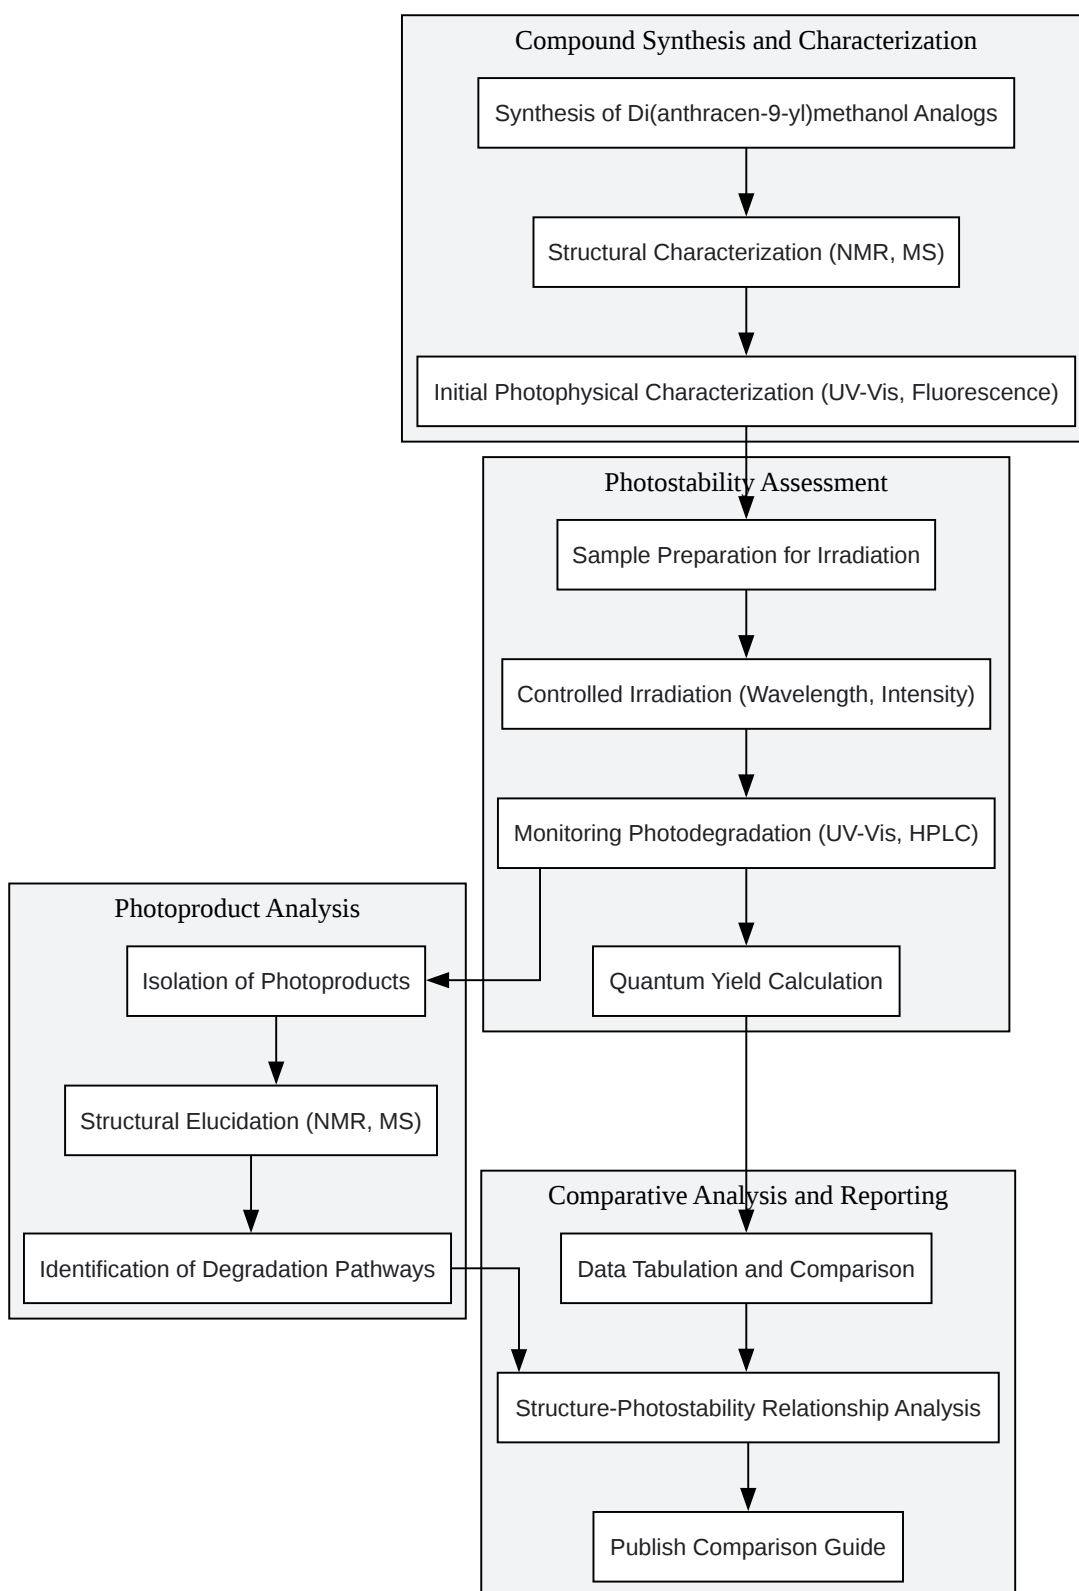 Compound Synthesis and Characterization
Synthesis of Di(anthracen-9-yl)methanol Analogs
Structural Characterization (NMR, MS)
Initial Photophysical Characterization (UV-Vis, Fluorescence)
Photostability Assessment
Sample Preparation for Irradiation
Controlled Irradiation (Wavelength, Intensity)
Monitoring Photodegradation (UV-Vis, HPLC)
Quantum Yield Calculation
Photoproduct Analysis
Isolation of Photoproducts
Structural Elucidation (NMR, MS)
Identification of Degradation Pathways
Comparative Analysis and Reporting
Data Tabulation and Comparison
Structure-Photostability Relationship Analysis
Publish Comparison Guide